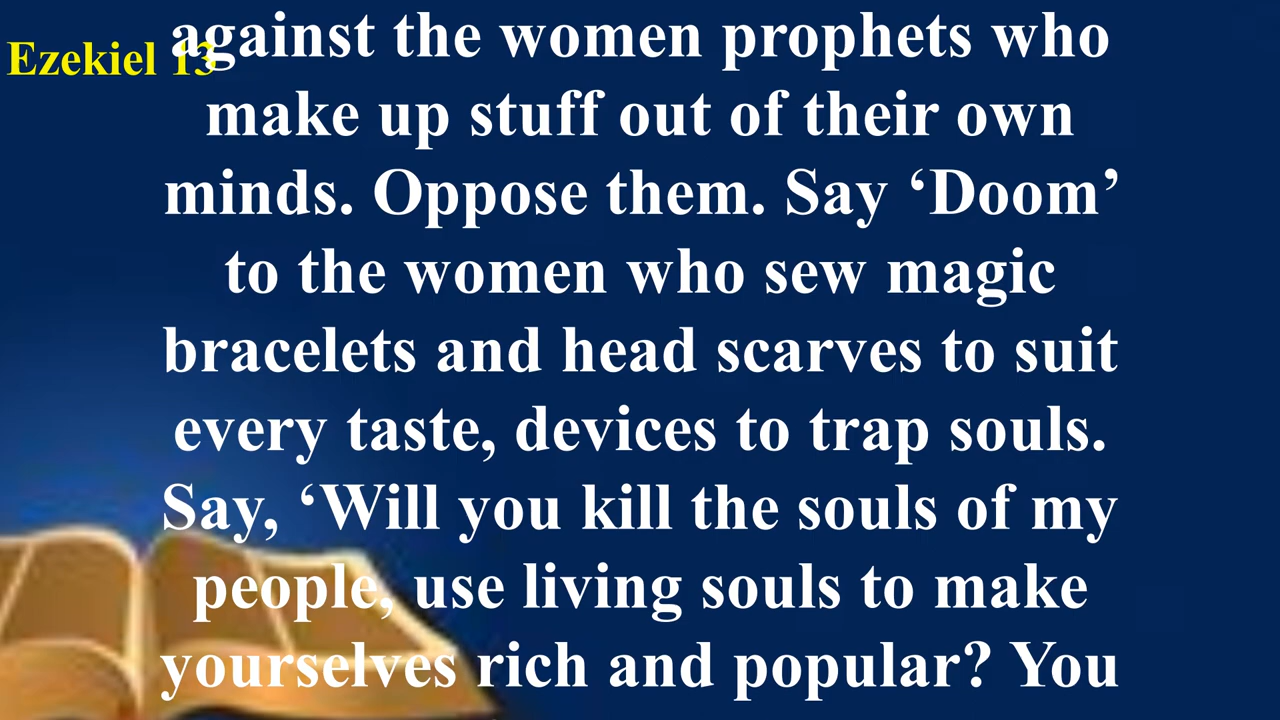 Ezekiel 13
against the women prophets who
make up stuff out of their own
minds. Oppose them. Say ‘Doom’
to the women who sew magic
bracelets and head scarves to suit
every taste, devices to trap souls.
Say, ‘Will you kill the souls of my
people, use living souls to make
yourselves rich and popular? You